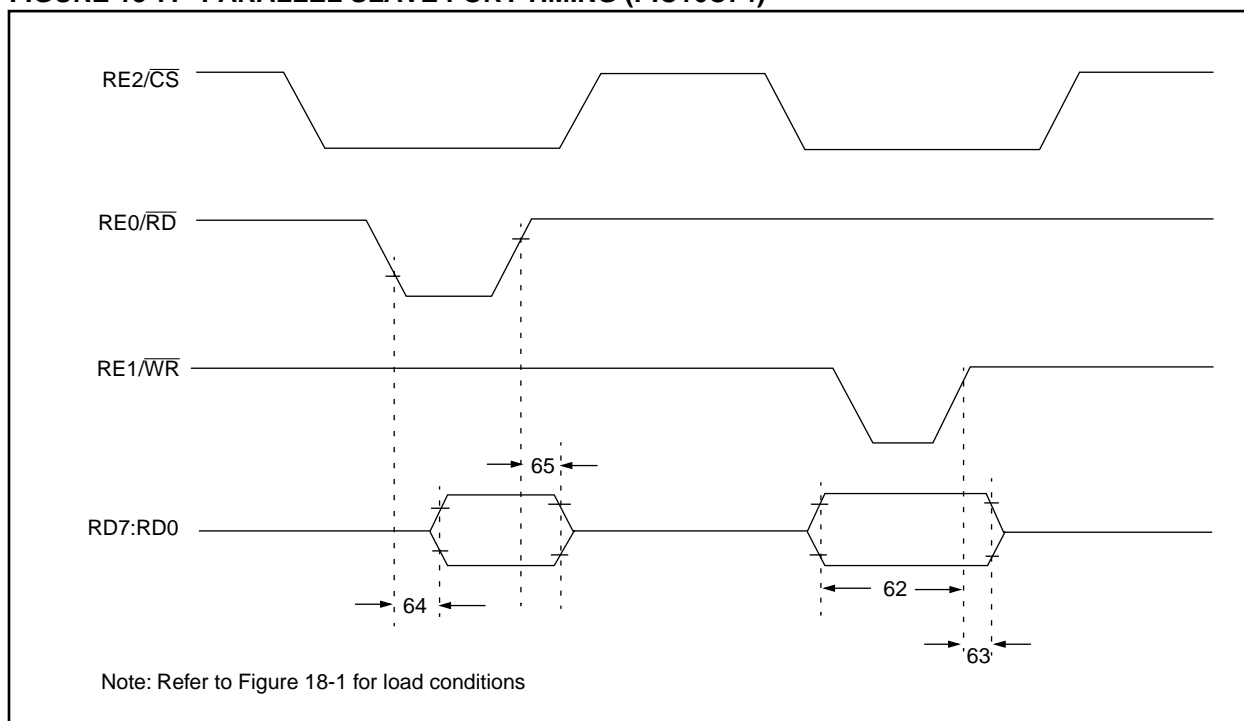 RE2/CS
RE0/RD
RE1/WR
65
RD7:RD0
62
64
63
Note: Refer to Figure 18-1 for load conditions